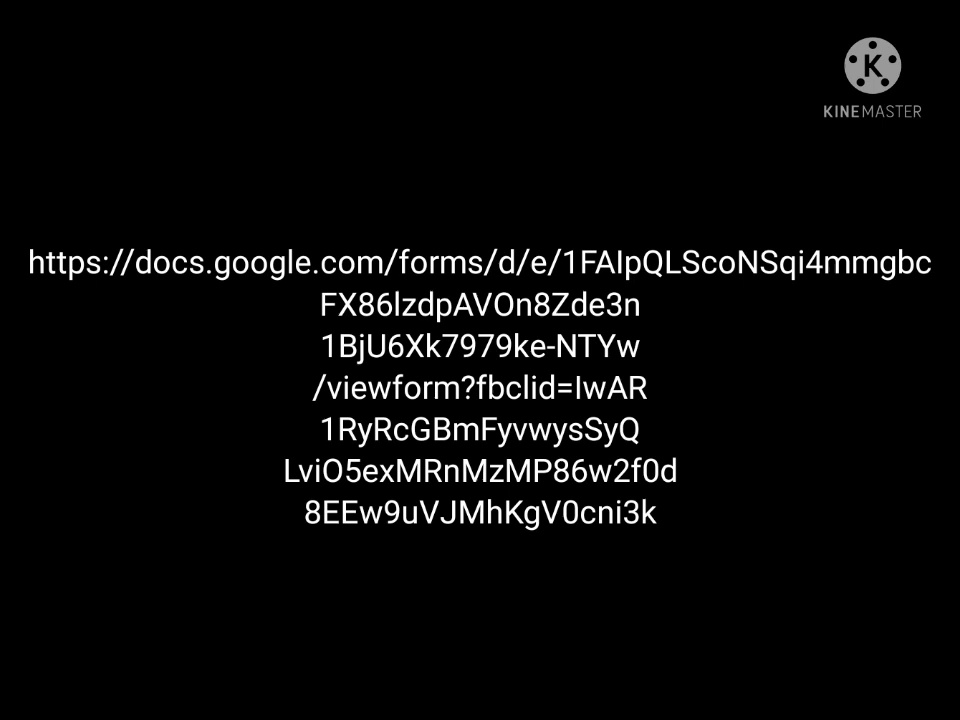 K
KINEMASTER
https://docs.google.com/forms/d/e/1FAIpQLScoNSqi4mmgbc
FX86lzdpAVOn8Zde3n
1BjU6Xk7979ke-NTYw
/viewform?fbclid=IwAR
1RyRcGBmFyvwysSyQ
LviO5exMRnMzMP86w2f0d
8EEw9uVJMhKgV0cni3k